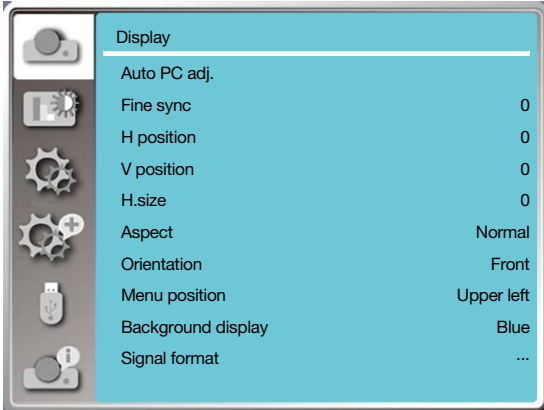 Display
Auto PC adj.
Fine sync 0
H position 0
V position 0
H.size 0
Aspect Normal
Orientation Front
Menu position Upper left
Background display Blue
Signal format ...